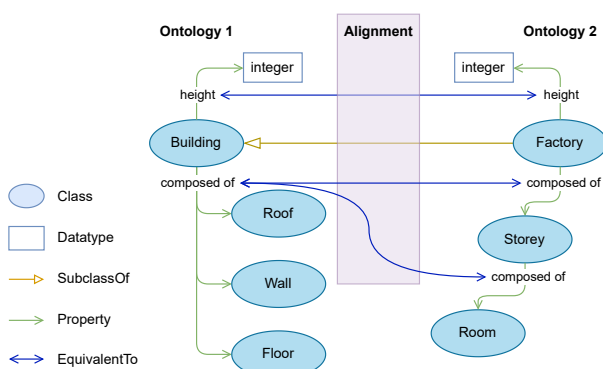 Ontology 1
Alignment
Ontology 2
integer
integer
height
height
Building
Factory
composed of
composed of
Class
Roof
Datatype
Storey
SubclassOf
Wall
composed of
Property
Room
EquivalentTo
Floor